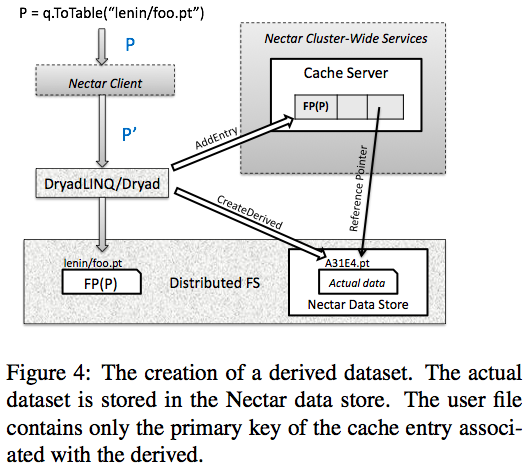 P = q.ToTable(“lenin/foo.pt”)
P
Nectar Client
P’
DryadLINQ/Dryad
Nectar Cluster-Wide Services
Cache Server
FP(P)
AddEntry
CreateDerived
Reference Pointer
lenin/foo.pt
FP(P)
Distributed FS
A31E4.pt
Actual data
Nectar Data Store
Figure 4: The creation of a derived dataset. The actual
dataset is stored in the Nectar data store. The user file
contains only the primary key of the cache entry associ-
ated with the derived.